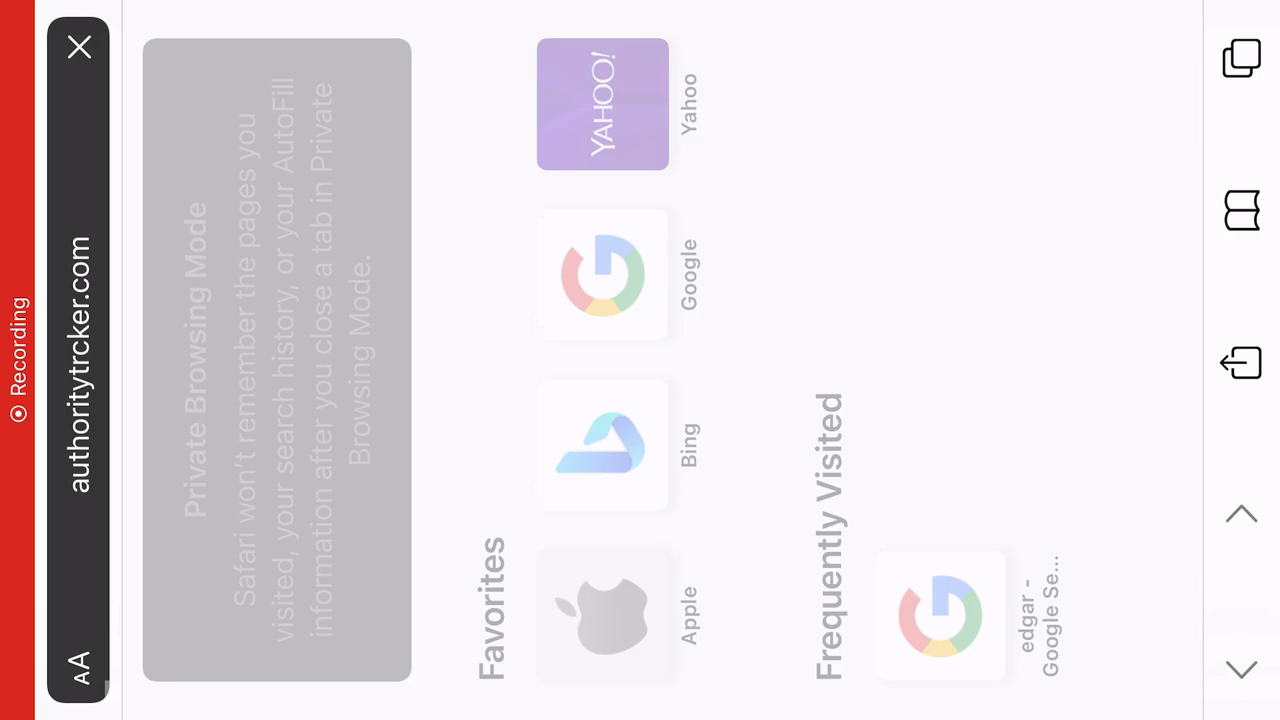 Recording
AA
authoritytrcker.com
Private Browsing Mode
Safari won't remember the pages you
visited, your search history, or your AutoFill
information after you close a tab in Private
Browsing Mode.
Favorites
Apple
Bing
Google
YAHOO!
Yahoo
Frequently Visited
edgar -
Google Se...